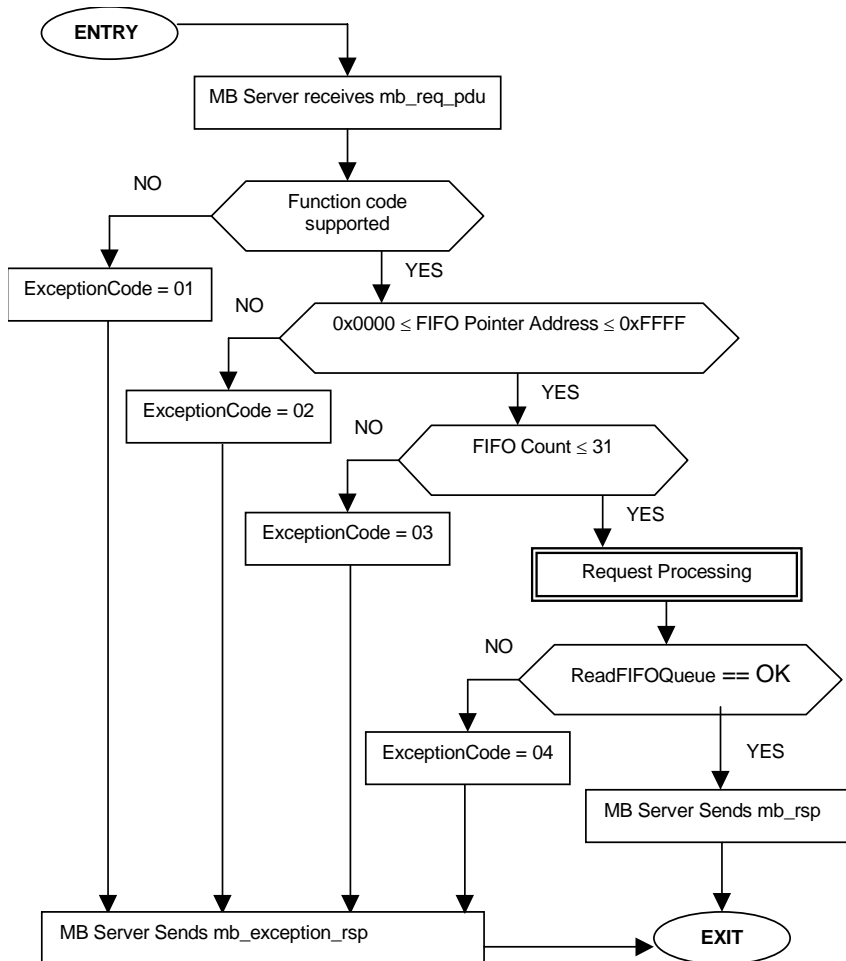 ENTRY
MB Server receives mb_req_pdu
NO
Function code
supported
YES
ExceptionCode = 01
NO
0x0000 ≤ FIFO Pointer Address ≤ 0xFFFF
YES
ExceptionCode = 02
NO
FIFO Count ≤ 31
YES
ExceptionCode = 03
Request Processing
NO
ReadFIFOQueue == OK
YES
ExceptionCode = 04
MB Server Sends mb_rsp
MB Server Sends mb_exception_rsp
EXIT